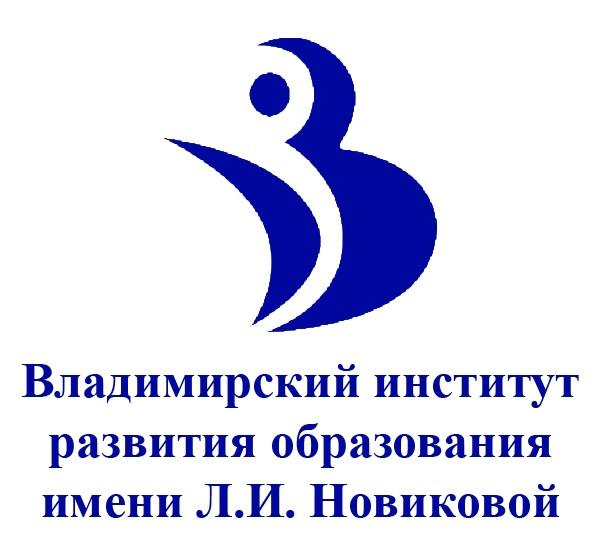 Владимирский институт
развития образования
имени Л.И. Новиковой